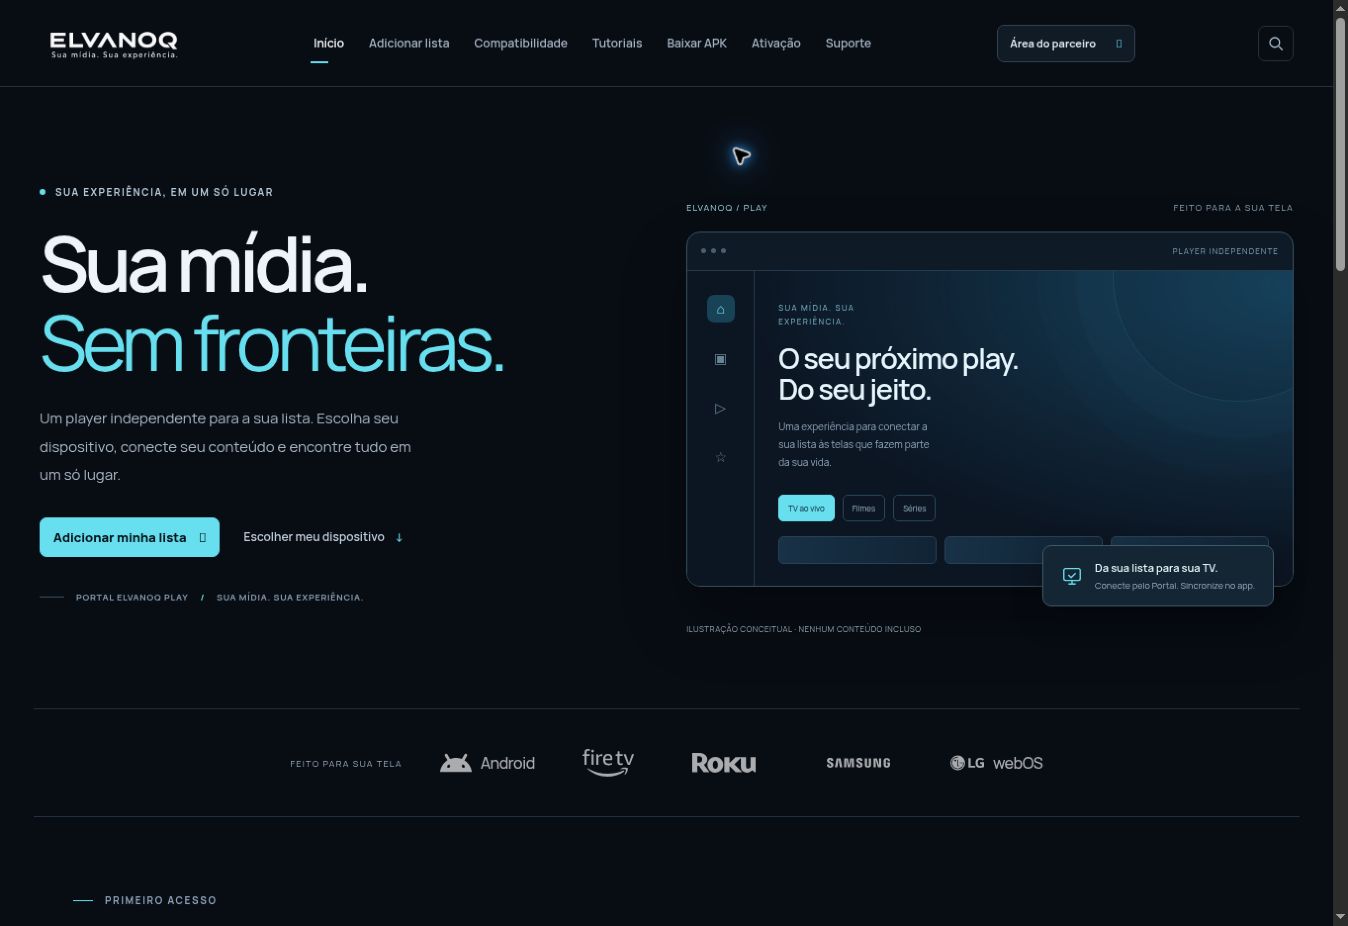 ELVANOQ
Sua mídia. Sua experiência.
Início
Adicionar lista
Compatibilidade
Tutoriais
Baixar APK
Ativação
Suporte
Área do parceiro
SUA EXPERIÊNCIA, EM UM SÓ LUGAR
Sua mídia.
Sem fronteiras.
Um player independente para a sua lista. Escolha seu
dispositivo, conecte seu conteúdo e encontre tudo em
um só lugar.
Adicionar minha lista
Escolher meu dispositivo ↓
PORTAL ELVANOQ PLAY / SUA MÍDIA. SUA EXPERIÊNCIA.
ELVANOQ / PLAY
FEITO PARA A SUA TELA
PLAYER INDEPENDENTE
SUA MÍDIA. SUA
EXPERIÊNCIA.
O seu próximo play.
Do seu jeito.
Uma experiência para conectar a
sua lista às telas que fazem parte
da sua vida.
TV ao vivo
Filmes
Séries
Da sua lista para sua TV.
Conecte pelo Portal. Sincronize no app.
ILUSTRAÇÃO CONCEITUAL · NENHUM CONTEÚDO INCLUSO
FEITO PARA SUA TELA
Android
fire tv
Roku
SAMSUNG
LG webOS
PRIMEIRO ACESSO